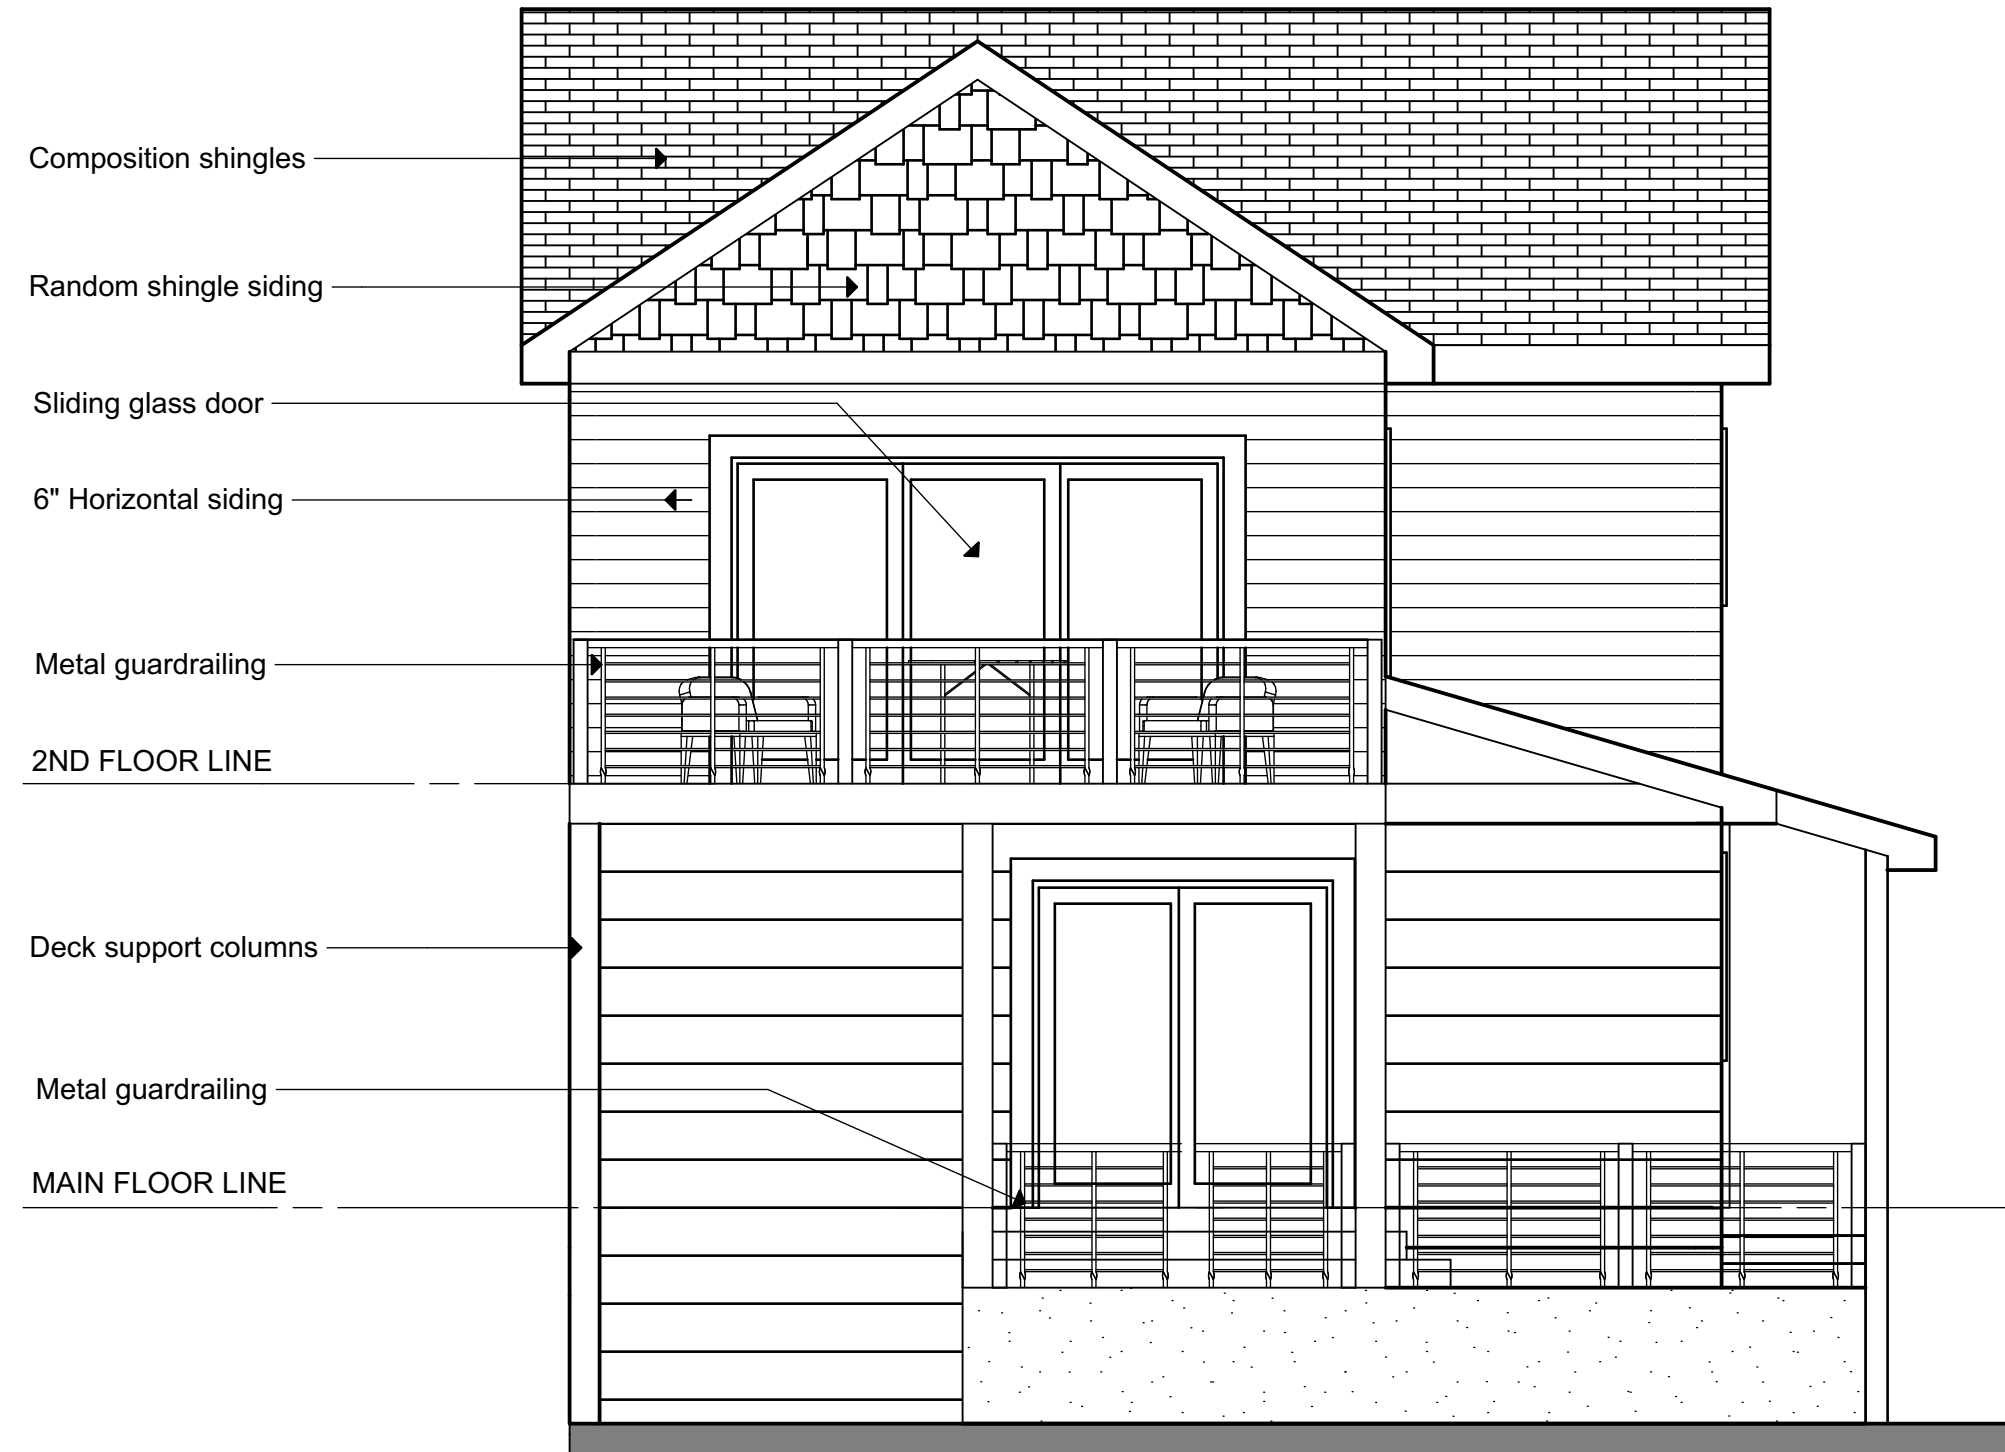 Composition shingles
Random shingle siding
Sliding glass door
6" Horizontal siding
Metal guardrailing
2ND FLOOR LINE
Deck support columns
Metal guardrailing
MAIN FLOOR LINE